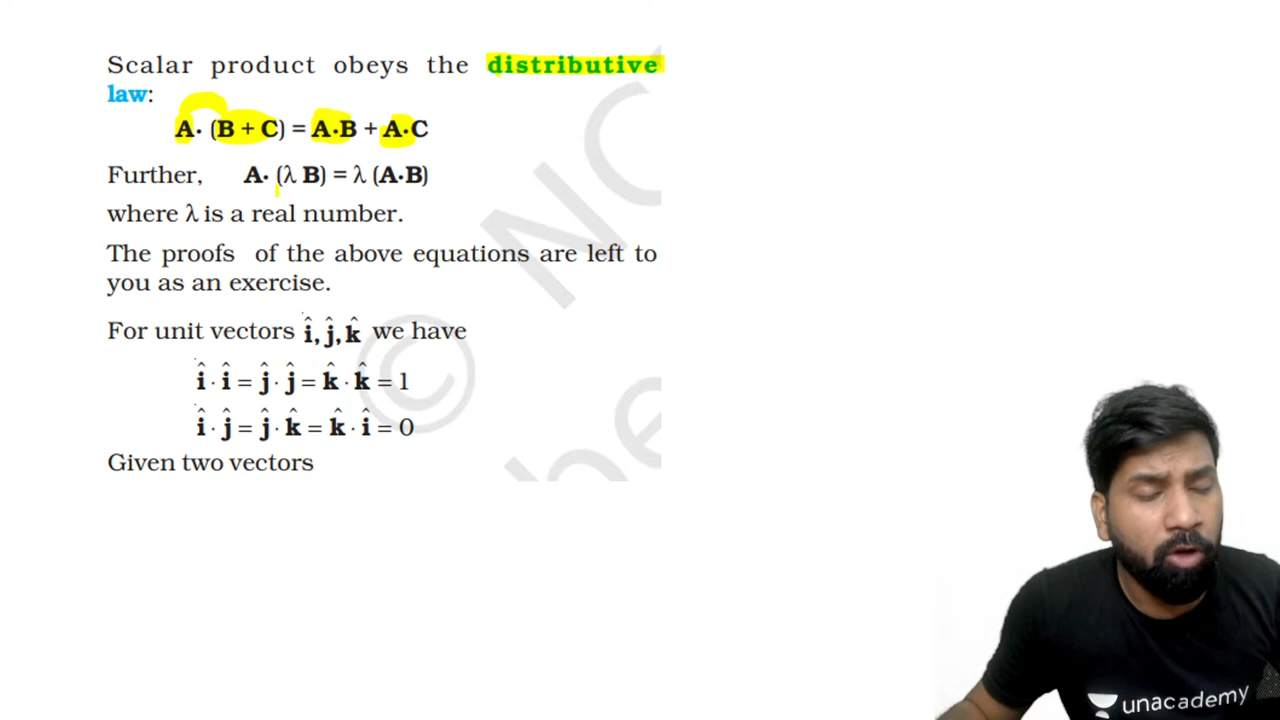 Scalar product obeys the distributive
law:
A· (B + C) = A·B + A·C
Further, A· (λ B) = λ (A·B)
where λ is a real number.
The proofs of the above equations are left to
you as an exercise.
For unit vectors î, ĵ, k̂ we have
î · î = ĵ · ĵ = k̂ · k̂ = 1
î · ĵ = ĵ · k̂ = k̂ · î = 0
Given two vectors
unacademy